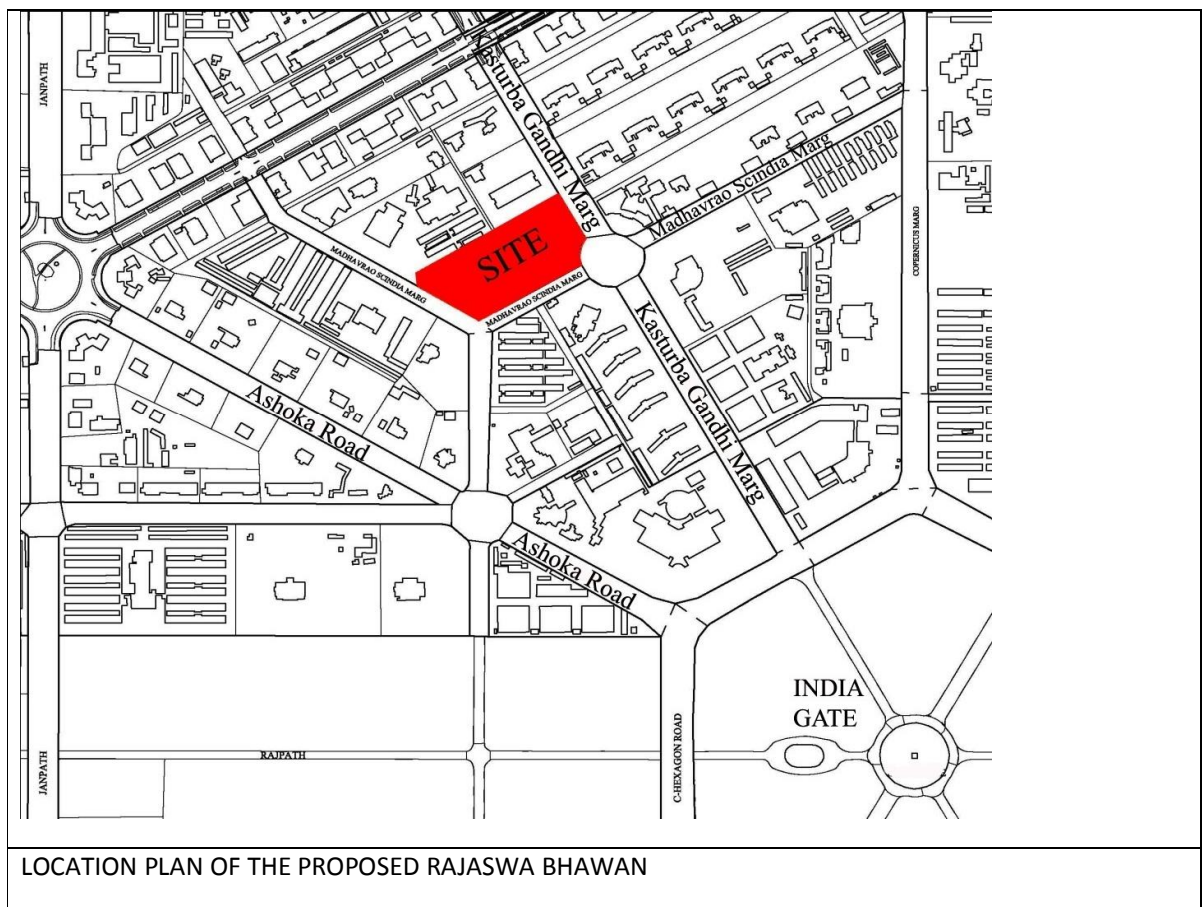 JANPATH
Kasturba Gandhi Marg
Madhavrao Scindia Marg
COPERNICUS MARG
SITE
MADHAVRAO SCINDIA MARG
MADHAVRAO SCINDIA MARG
Kasturba Gandhi Marg
Ashoka Road
Ashoka Road
INDIA
GATE
C-HEXAGON ROAD
RAJPATH
JANPATH
LOCATION PLAN OF THE PROPOSED RAJASWA BHAWAN